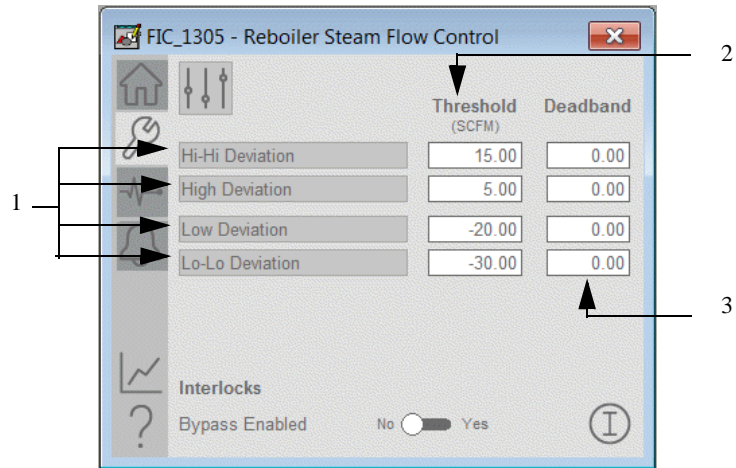 FIC_1305 - Reboiler Steam Flow Control
2
Threshold Deadband
(SCFM)
Hi-Hi Deviation 15.00 0.00
High Deviation 5.00 0.00
1
Low Deviation -20.00 0.00
Lo-Lo Deviation -30.00 0.00
3
Interlocks
? Bypass Enabled No Yes I